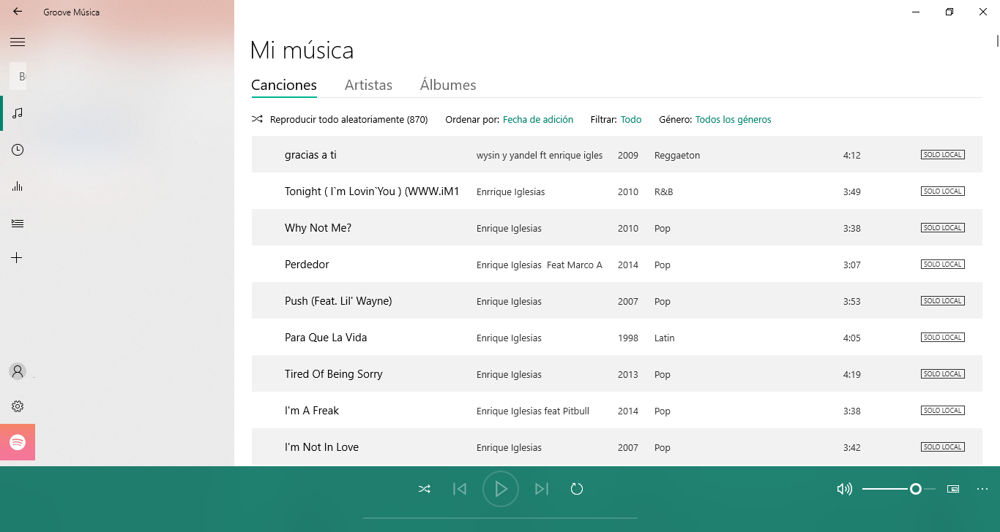 Groove Música
Mi música
Canciones Artistas Álbumes
Reproducir todo aleatoriamente (870) Ordenar por: Fecha de adición Filtrar: Todo Género: Todos los géneros
gracias a ti wysin y yandel ft enrique igles 2009 Reggaeton 4:12 SOLO LOCAL
Tonight ( I`m Lovin`You ) (WWW.iM1 Enrrique Iglesias 2010 R&B 3:49 SOLO LOCAL
Why Not Me? Enrique Iglesias 2010 Pop 3:38 SOLO LOCAL
Perdedor Enrique Iglesias  Feat Marco A 2014 Pop 3:07 SOLO LOCAL
Push (Feat. Lil' Wayne) Enrique Iglesias 2007 Pop 3:53 SOLO LOCAL
Para Que La Vida Enrique Iglesias 1998 Latin 4:05 SOLO LOCAL
Tired Of Being Sorry Enrique Iglesias 2013 Pop 4:19 SOLO LOCAL
I'm A Freak Enrique Iglesias feat Pitbull 2014 Pop 3:38 SOLO LOCAL
I'm Not In Love Enrique Iglesias 2007 Pop 3:42 SOLO LOCAL